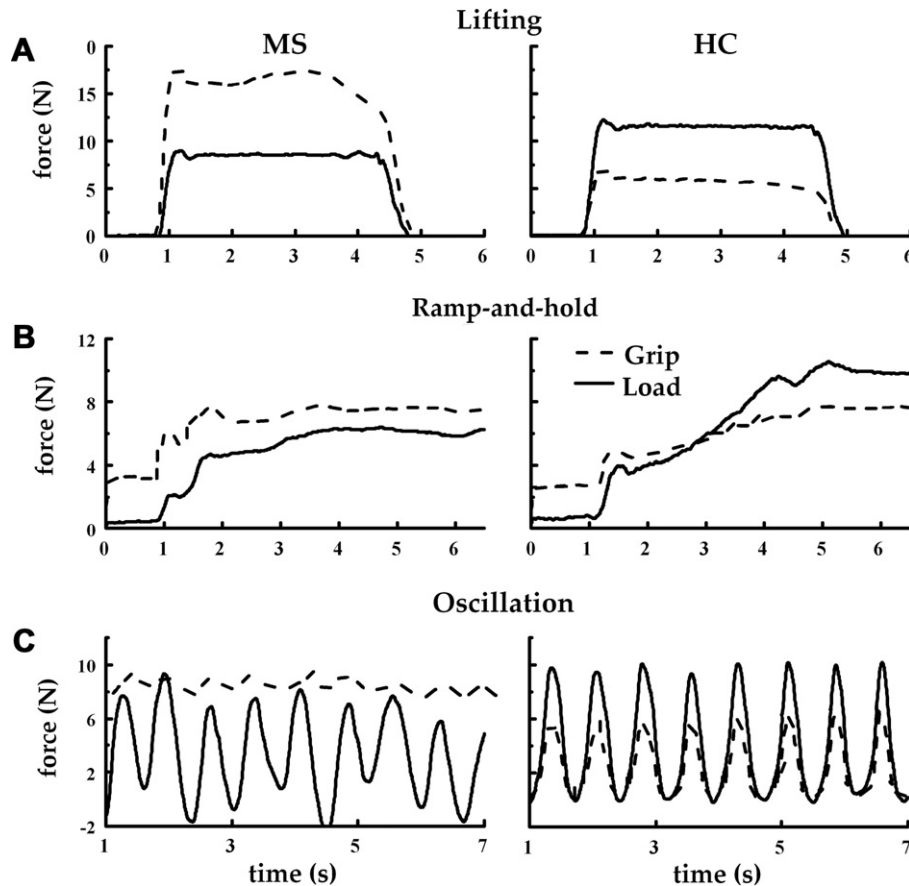 Lifting
A
MS
HC
force (N)
0
15
10
5
0
0 1 2 3 4 5 6
0 1 2 3 4 5 6
Ramp-and-hold
B
force (N)
12
8
4
0
Grip
Load
0 1 2 3 4 5 6
0 1 2 3 4 5 6
Oscillation
C
force (N)
10
6
2
-2
1 3 5 7
1 3 5 7
time (s)
time (s)